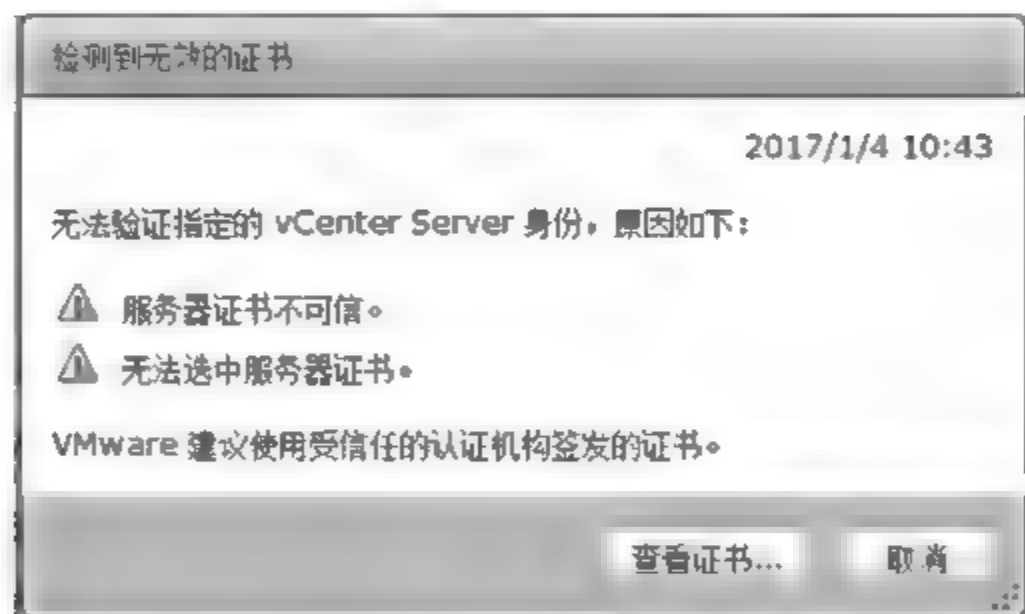 检测到无效的证书
2017/1/4 10:43
无法验证指定的 vCenter Server 身份，原因如下：
服务器证书不可信。
无法选中服务器证书。
VMware 建议使用受信任的认证机构签发的证书。
查看证书... 取消